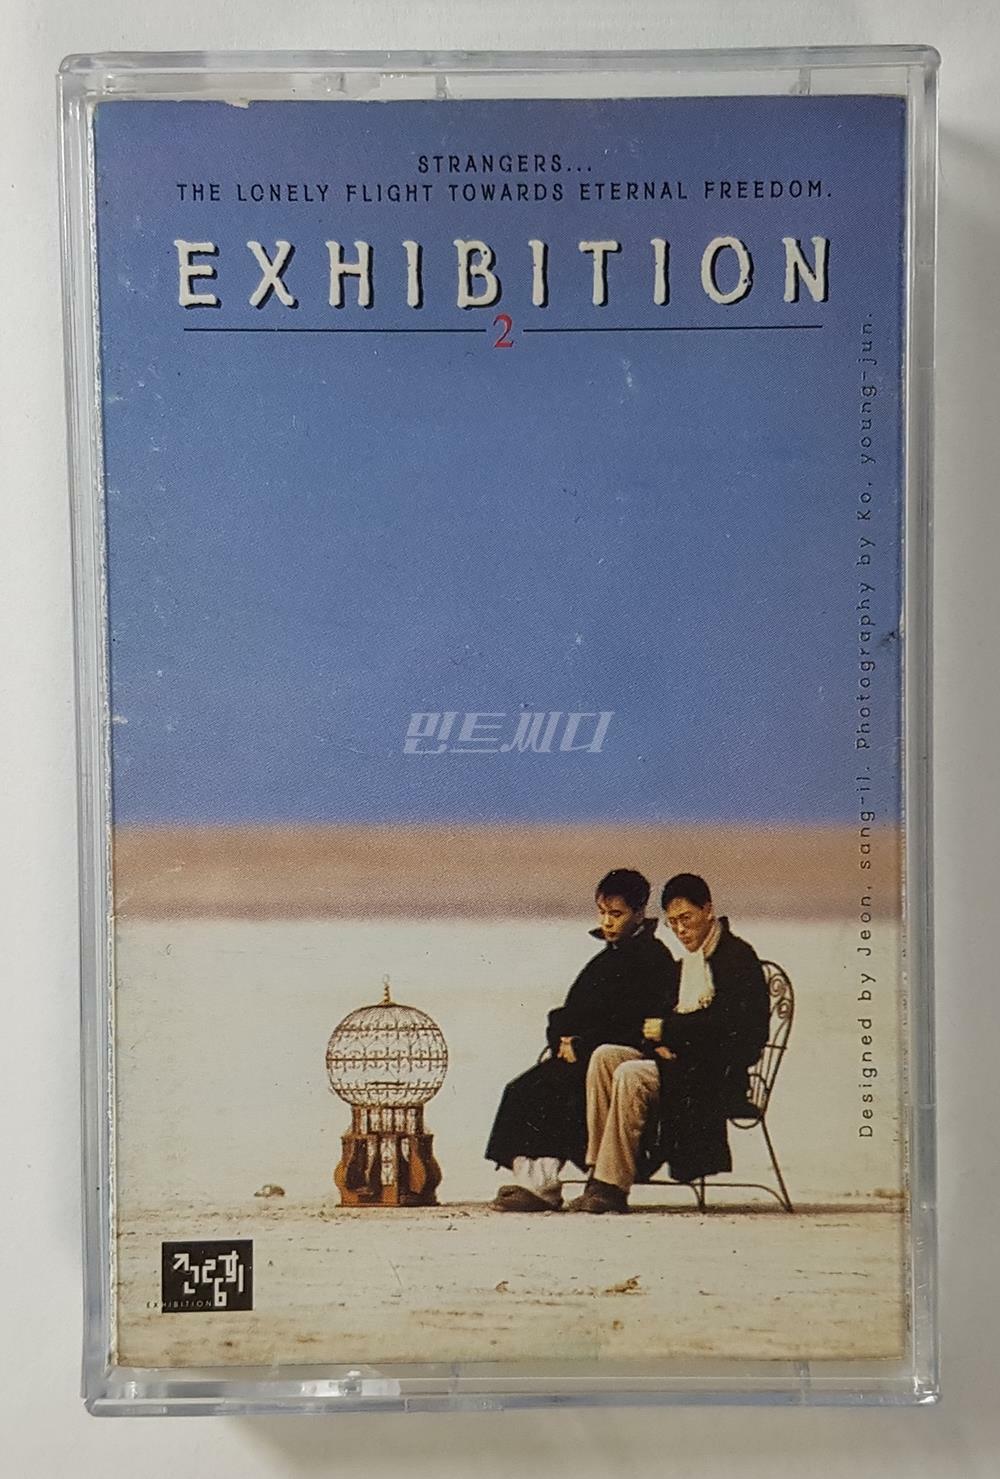 STRANGERS...
THE LONELY FLIGHT TOWARDS ETERNAL FREEDOM.
EXHIBITION
2
Designed by Jeon, sang-il. Photography by Ko, young-jun.
민트씨디
전람회
EXHIBITION